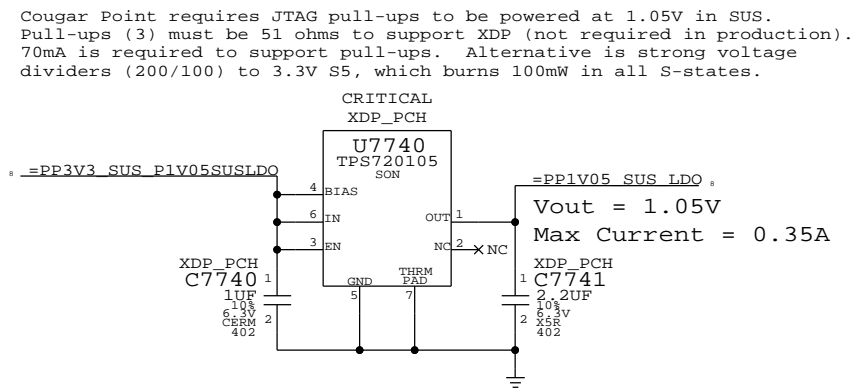 Cougar Point requires JTAG pull-ups to be powered at 1.05V in SUS.
Pull-ups (3) must be 51 ohms to support XDP (not required in production).
70mA is required to support pull-ups. Alternative is strong voltage
dividers (200/100) to 3.3V S5, which burns 100mW in all S-states.
CRITICAL
XDP_PCH
U7740
TPS720105
SON
8 =PP3V3_SUS_P1V05SUSLDO
=PP1V05_SUS_LDO 8
4 BIAS
Vout = 1.05V
6 IN
OUT 1
Max Current = 0.35A
3 EN
NC 2 NC
XDP_PCH
C7740 1
1UF
10%
6.3V
CERM 2
402
GND
5
THRM
PAD
7
XDP_PCH
1 C7741
2.2UF
10%
6.3V
2 X5R
402